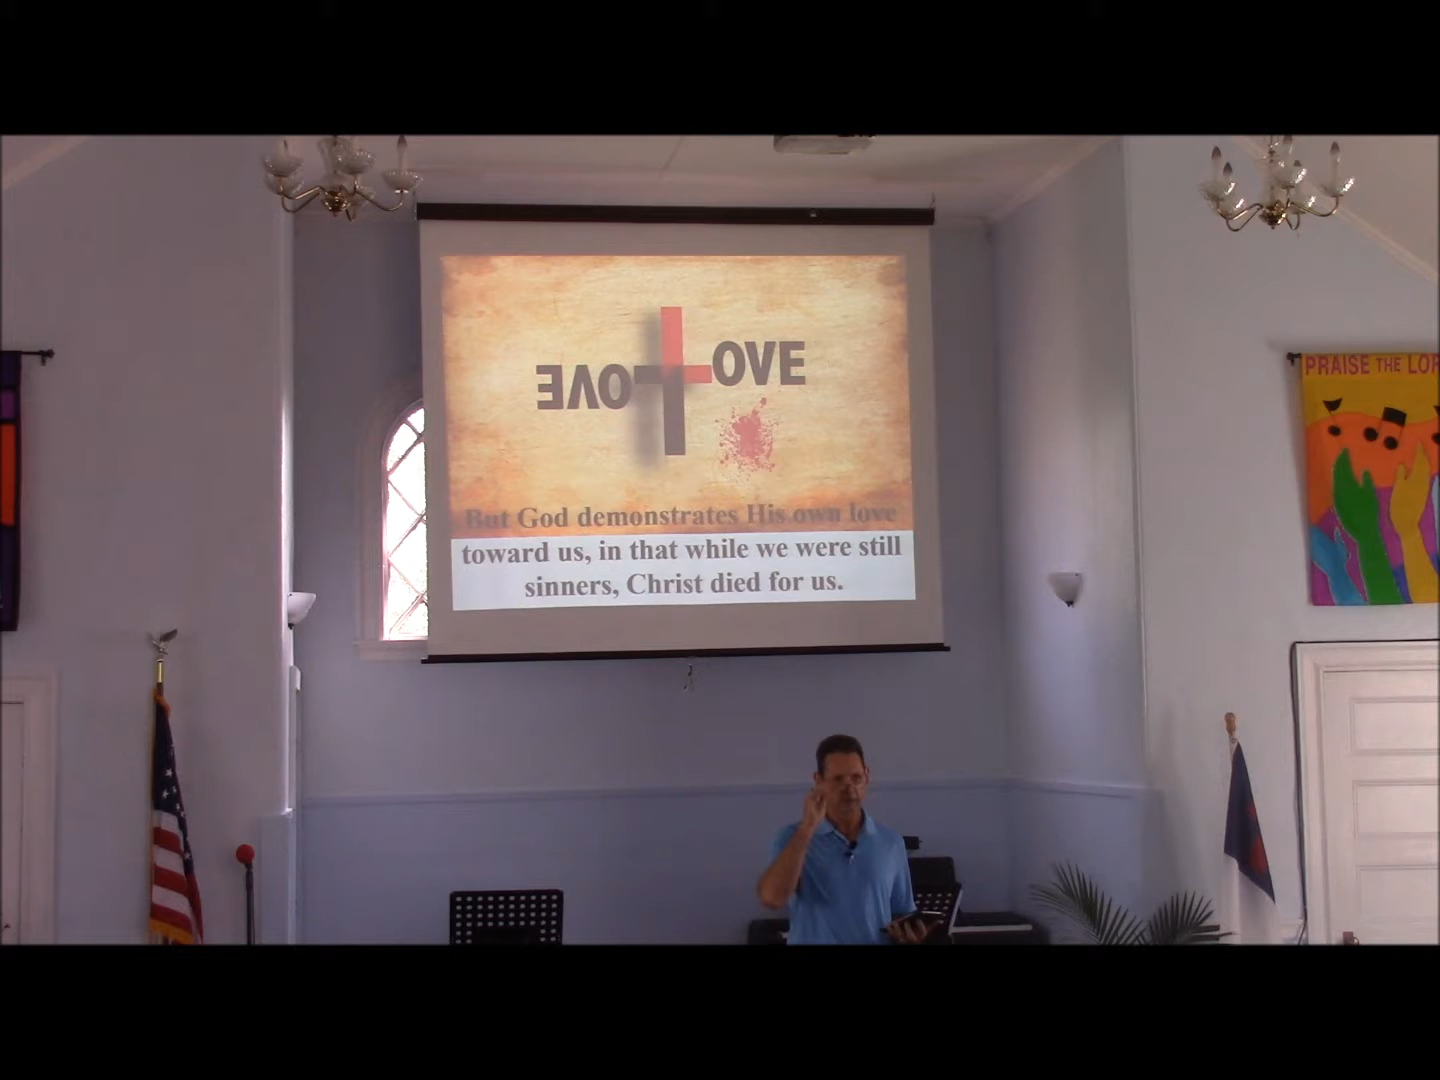 ƎVO⅃ LOVE
But God demonstrates His own love
toward us, in that while we were still
sinners, Christ died for us.
PRAISE THE LOR